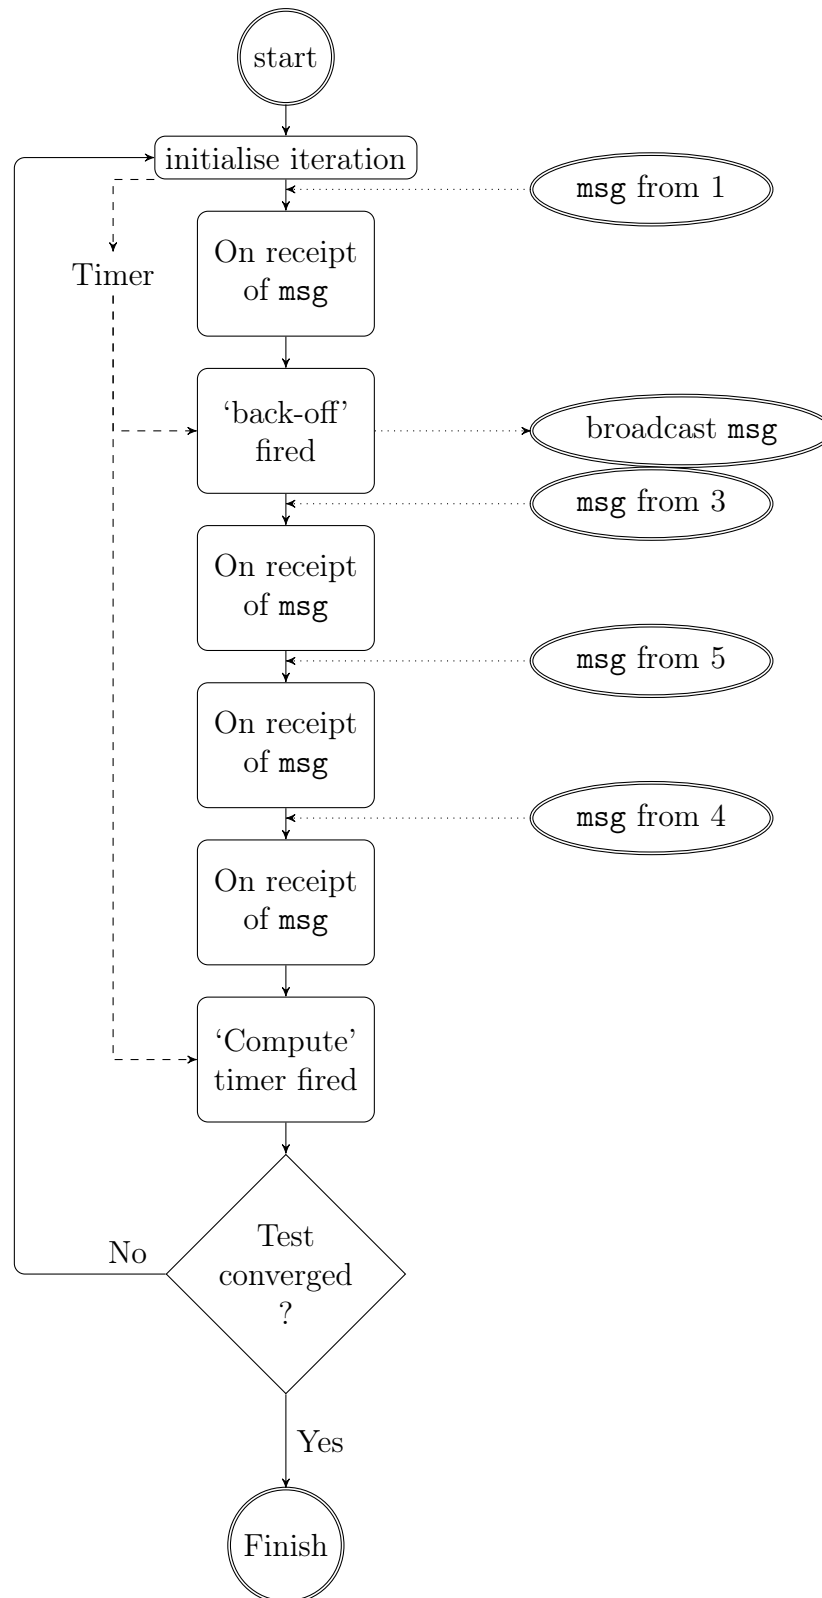 start
initialise iteration
msg from 1
On receipt
of msg
Timer
‘back-off’
fired
broadcast msg
msg from 3
On receipt
of msg
msg from 5
On receipt
of msg
msg from 4
On receipt
of msg
‘Compute’
timer fired
Test
converged
?
No
Yes
Finish